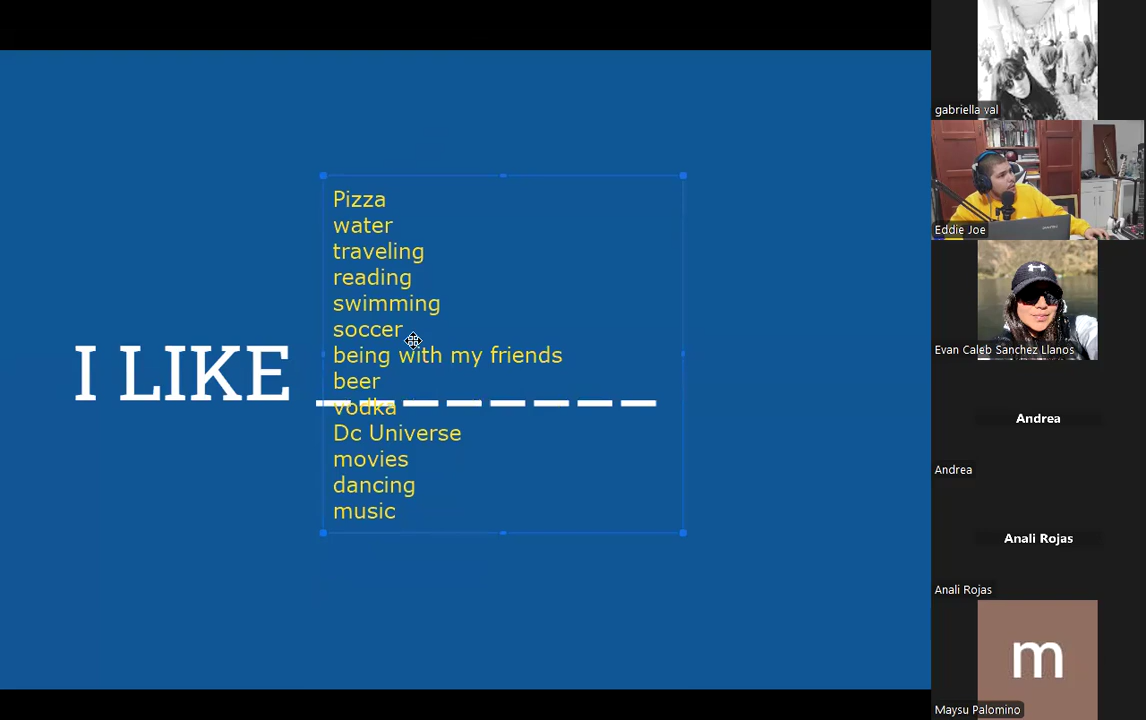 I LIKE
Pizza
water
traveling
reading
swimming
soccer
being with my friends
beer
vodka
Dc Universe
movies
dancing
music
gabriella val
Eddie Joe
Evan Caleb Sanchez Llanos
Andrea
Andrea
Anali Rojas
Anali Rojas
m
Maysu Palomino